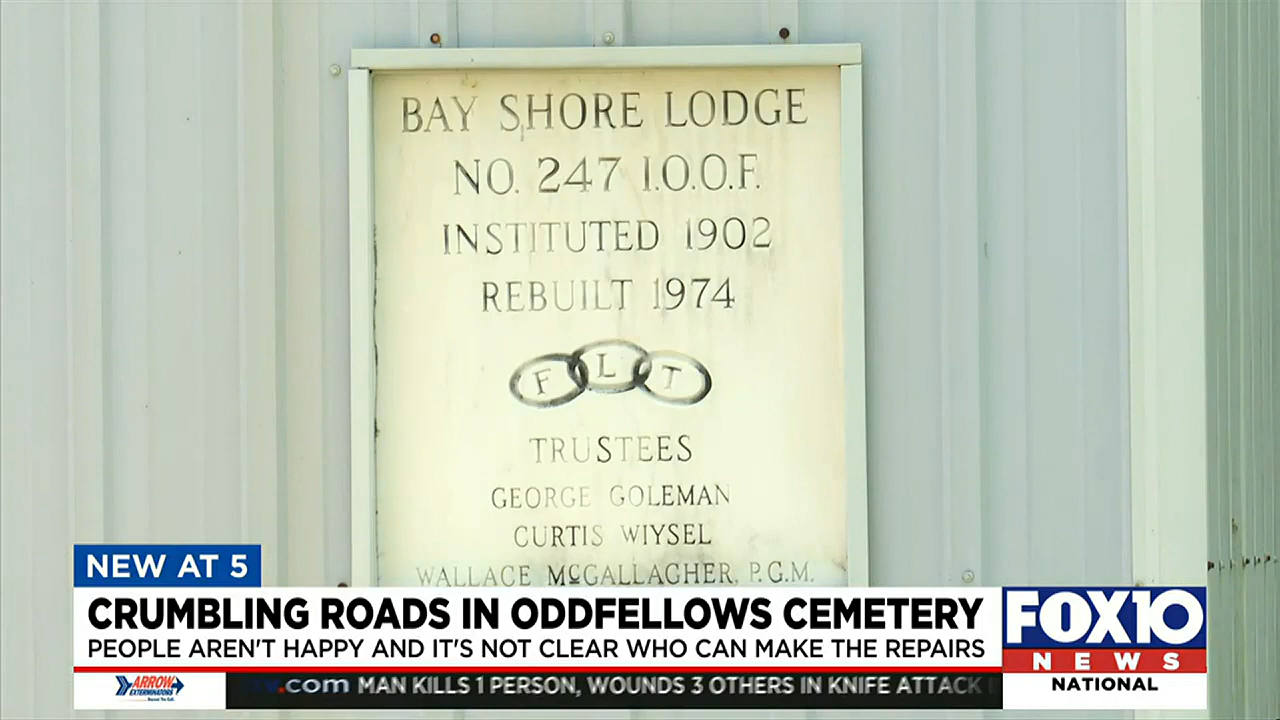 BAY SHORE LODGE
NO. 247 I.O.O.F.
INSTITUTED 1902
REBUILT 1974
F L T
TRUSTEES
GEORGE GOLEMAN
CURTIS WIYSEL
WALLACE McGALLAGHER, P.G.M.
NEW AT 5
CRUMBLING ROADS IN ODDFELLOWS CEMETERY
PEOPLE AREN'T HAPPY AND IT'S NOT CLEAR WHO CAN MAKE THE REPAIRS
FOX10
NEWS
NATIONAL
ARROW
EXTERMINATORS
.com MAN KILLS 1 PERSON, WOUNDS 3 OTHERS IN KNIFE ATTACK